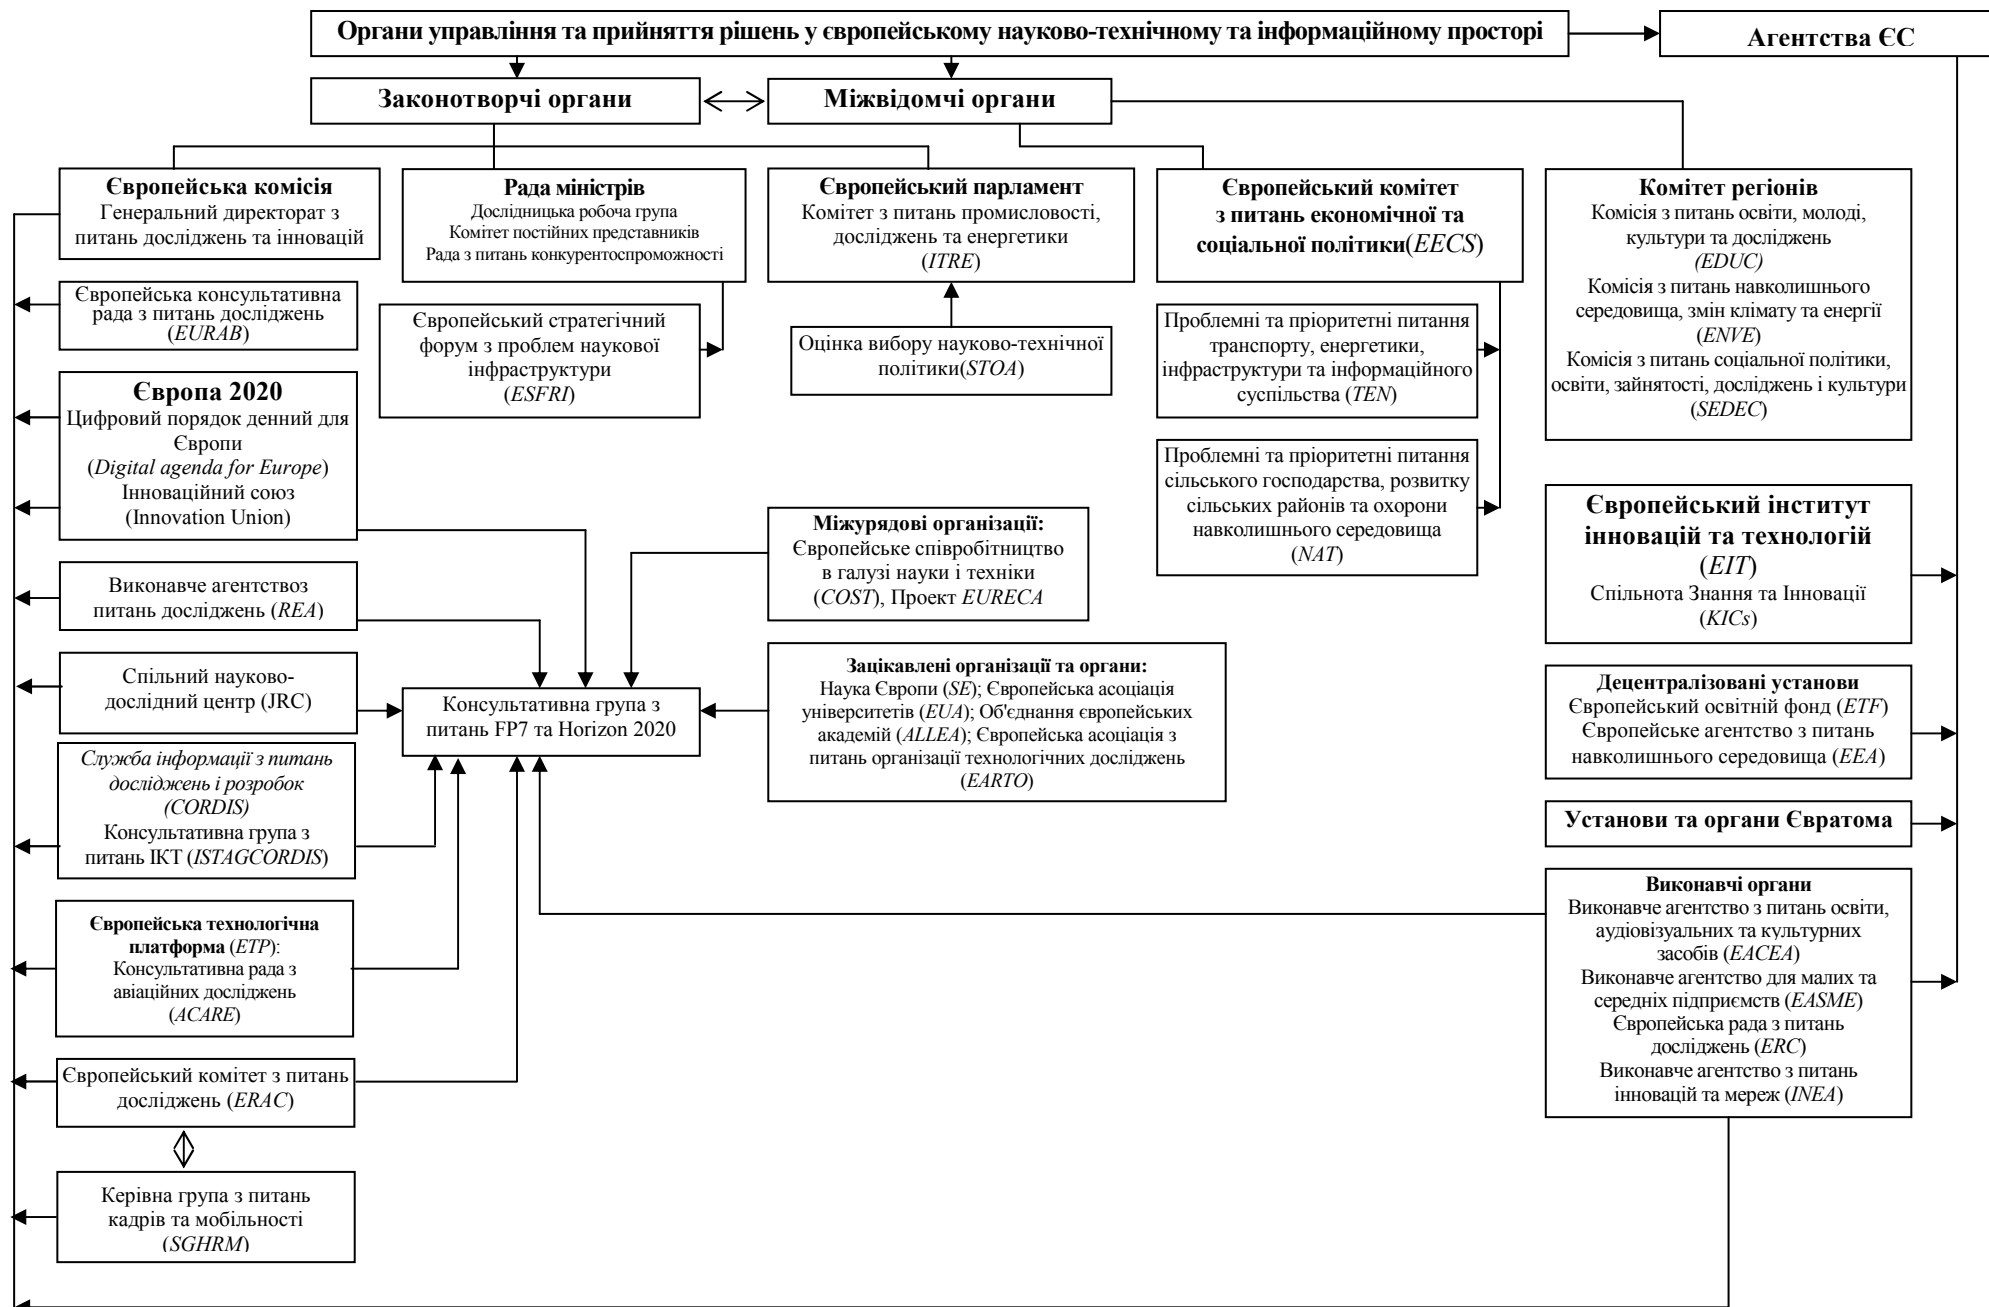 Органи управління та прийняття рішень у європейському науково-технічному та інформаційному просторі
Агентства ЄС
Законотворчі органи
Міжвідомчі органи
Європейська комісія
Генеральний директорат з
питань досліджень та інновацій
Рада міністрів
Дослідницька робоча група
Комітет постійних представників
Рада з питань конкурентоспроможності
Європейський парламент
Комітет з питань промисловості,
досліджень та енергетики
(ITRE)
Європейський комітет
з питань економічної та
соціальної політики(EECS)
Комітет регіонів
Комісія з питань освіти, молоді,
культури та досліджень
(EDUC)
Комісія з питань навколишнього
середовища, змін клімату та енергії
(ENVE)
Комісія з питань соціальної політики,
освіти, зайнятості, досліджень і культури
(SEDEC)
Європейська консультативна
рада з питань досліджень
(EURAB)
Європейський стратегічний
форум з проблем наукової
інфраструктури
(ESFRI)
Оцінка вибору науково-технічної
політики(STOA)
Проблемні та пріоритетні питання
транспорту, енергетики,
інфраструктури та інформаційного
суспільства (TEN)
Європа 2020
Цифровий порядок денний для
Європи
(Digital agenda for Europe)
Інноваційний союз
(Innovation Union)
Проблемні та пріоритетні питання
сільського господарства, розвитку
сільських районів та охорони
навколишнього середовища
(NAT)
Європейський інститут
інновацій та технологій
(EIT)
Спільнота Знання та Інновації
(KICs)
Міжурядові організації:
Європейське співробітництво
в галузі науки і техніки
(COST), Проект EURECA
Виконавче агентствоз
питань досліджень (REA)
Спільний науково-
дослідний центр (JRC)
Консультативна група з
питань FP7 та Horizon 2020
Зацікавлені організації та органи:
Наука Європи (SE); Європейська асоціація
університетів (EUA); Об'єднання європейських
академій (ALLEA); Європейська асоціація з
питань організації технологічних досліджень
(EARTO)
Децентралізовані установи
Європейський освітній фонд (ETF)
Європейське агентство з питань
навколишнього середовища (EEA)
Служба інформації з питань
досліджень і розробок
(CORDIS)
Консультативна група з
питань ІКТ (ISTAGCORDIS)
Установи та органи Євратома
Європейська технологічна
платформа (ETP):
Консультативна рада з
авіаційних досліджень
(ACARE)
Виконавчі органи
Виконавче агентство з питань освіти,
аудіовізуальних та культурних
засобів (EACEA)
Виконавче агентство для малих та
середніх підприємств (EASME)
Європейська рада з питань
досліджень (ERC)
Виконавче агентство з питань
інновацій та мереж (INEA)
Європейський комітет з питань
досліджень (ERAC)
Керівна група з питань
кадрів та мобільності
(SGHRM)